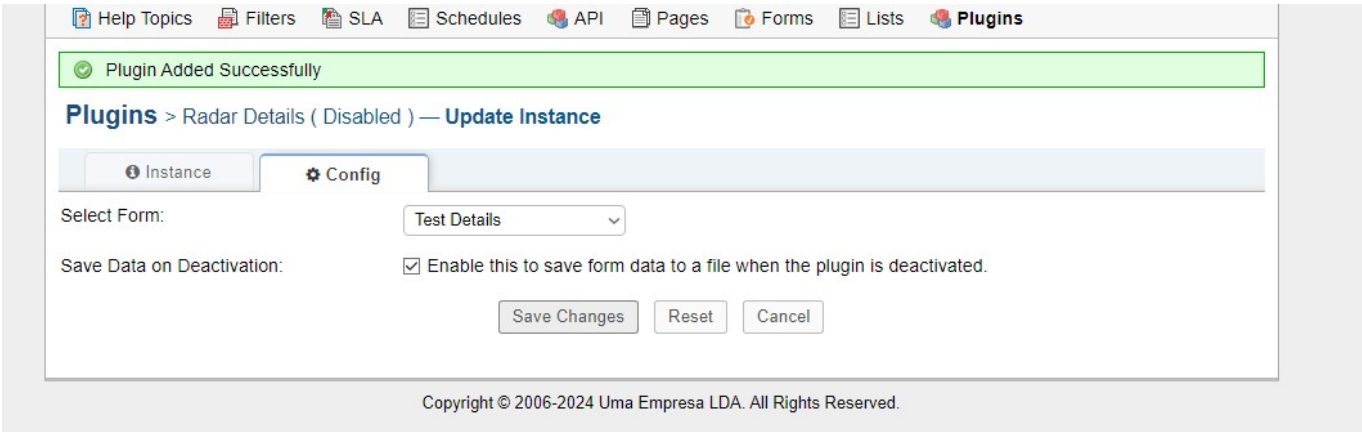 Help Topics Filters SLA Schedules API Pages Forms Lists Plugins
Plugin Added Successfully
Plugins > Radar Details ( Disabled ) — Update Instance
Instance Config
Select Form: Test Details
Save Data on Deactivation: Enable this to save form data to a file when the plugin is deactivated.
Save Changes Reset Cancel
Copyright © 2006-2024 Uma Empresa LDA. All Rights Reserved.